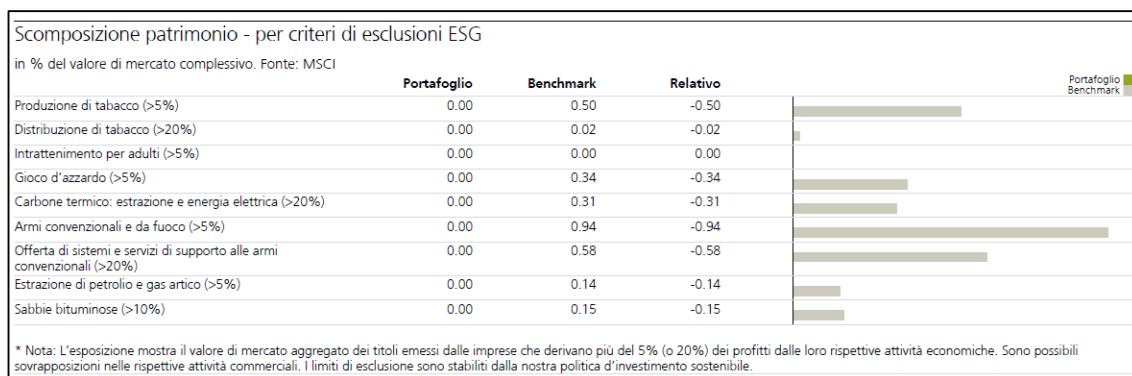 Scomposizione patrimonio - per criteri di esclusioni ESG
in % del valore di mercato complessivo. Fonte: MSCI
Portafoglio Benchmark Relativo Portafoglio
Benchmark
Produzione di tabacco (>5%) 0.00 0.50 -0.50
Distribuzione di tabacco (>20%) 0.00 0.02 -0.02
Intrattenimento per adulti (>5%) 0.00 0.00 0.00
Gioco d'azzardo (>5%) 0.00 0.34 -0.34
Carbone termico: estrazione e energia elettrica (>20%) 0.00 0.31 -0.31
Armi convenzionali e da fuoco (>5%) 0.00 0.94 -0.94
Offerta di sistemi e servizi di supporto alle armi
convenzionali (>20%) 0.00 0.58 -0.58
Estrazione di petrolio e gas artico (>5%) 0.00 0.14 -0.14
Sabbie bituminose (>10%) 0.00 0.15 -0.15
* Nota: L'esposizione mostra il valore di mercato aggregato dei titoli emessi dalle imprese che derivano più del 5% (o 20%) dei profitti dalle loro rispettive attività economiche. Sono possibili
sovrapposizioni nelle rispettive attività commerciali. I limiti di esclusione sono stabiliti dalla nostra politica d'investimento sostenibile.